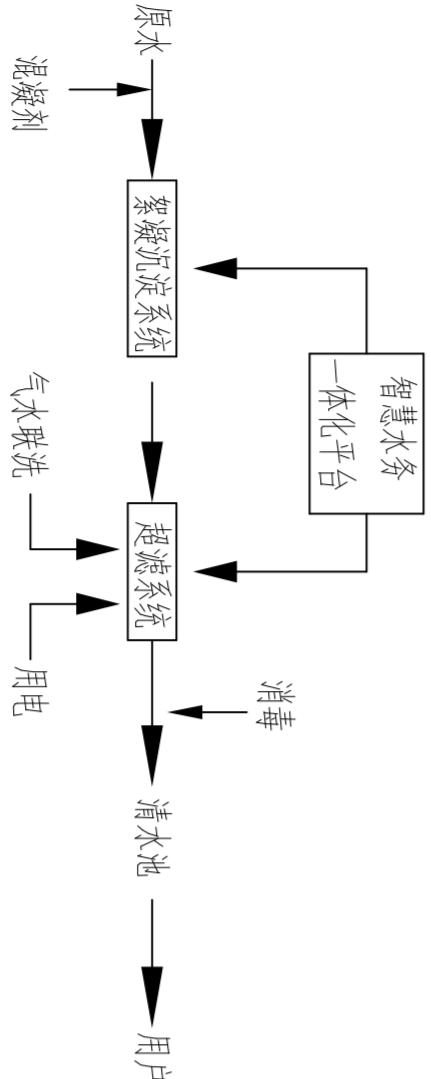 智慧水务
一体化平台
消毒
原水
絮凝沉淀系统
超滤系统
清水池
用户
混凝剂
气水联洗
用电